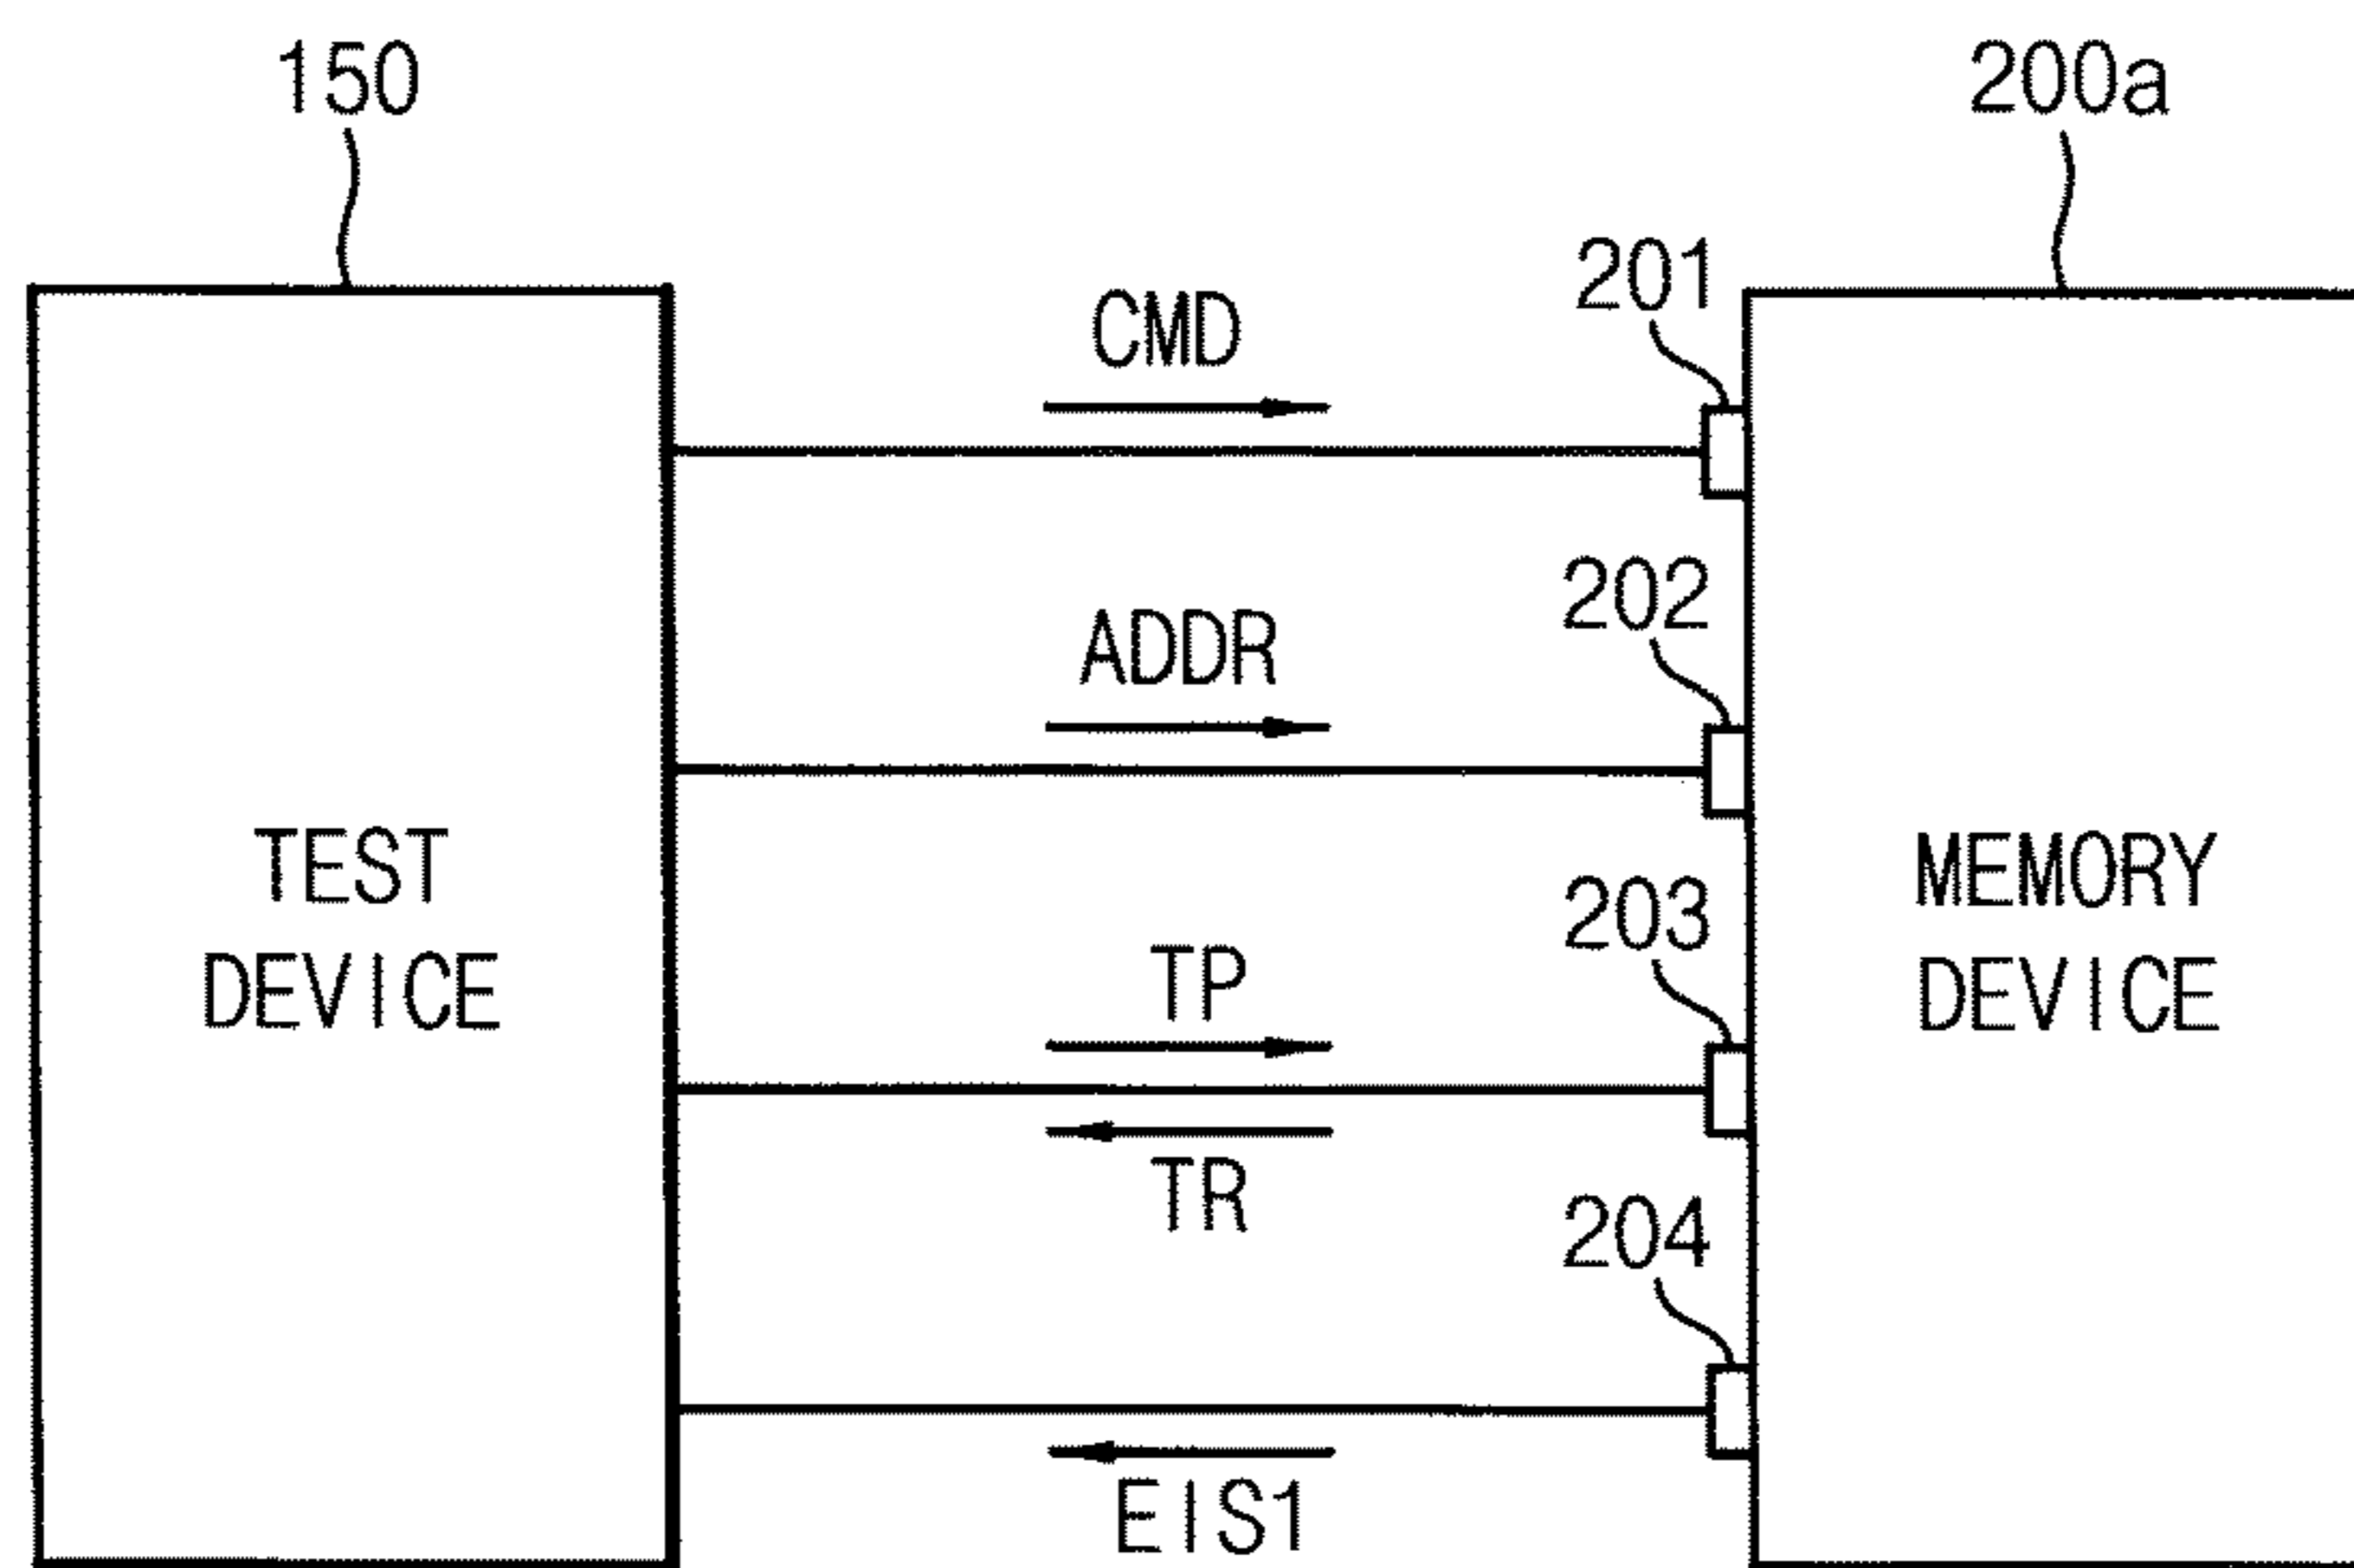 150
200a
201
CMD
202
ADDR
TEST
DEVICE
MEMORY
DEVICE
203
TP
TR
204
EIS1